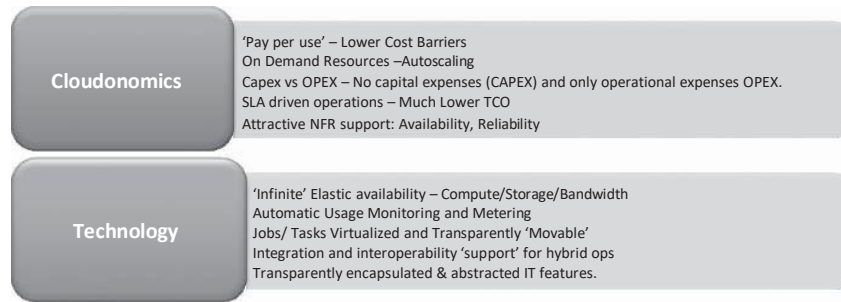 Cloudonomics
‘Pay per use’ – Lower Cost Barriers
On Demand Resources –Autoscaling
Capex vs OPEX – No capital expenses (CAPEX) and only operational expenses OPEX.
SLA driven operations – Much Lower TCO
Attractive NFR support: Availability, Reliability
Technology
‘Infinite’ Elastic availability – Compute/Storage/Bandwidth
Automatic Usage Monitoring and Metering
Jobs/ Tasks Virtualized and Transparently ‘Movable’
Integration and interoperability ‘support’ for hybrid ops
Transparently encapsulated & abstracted IT features.